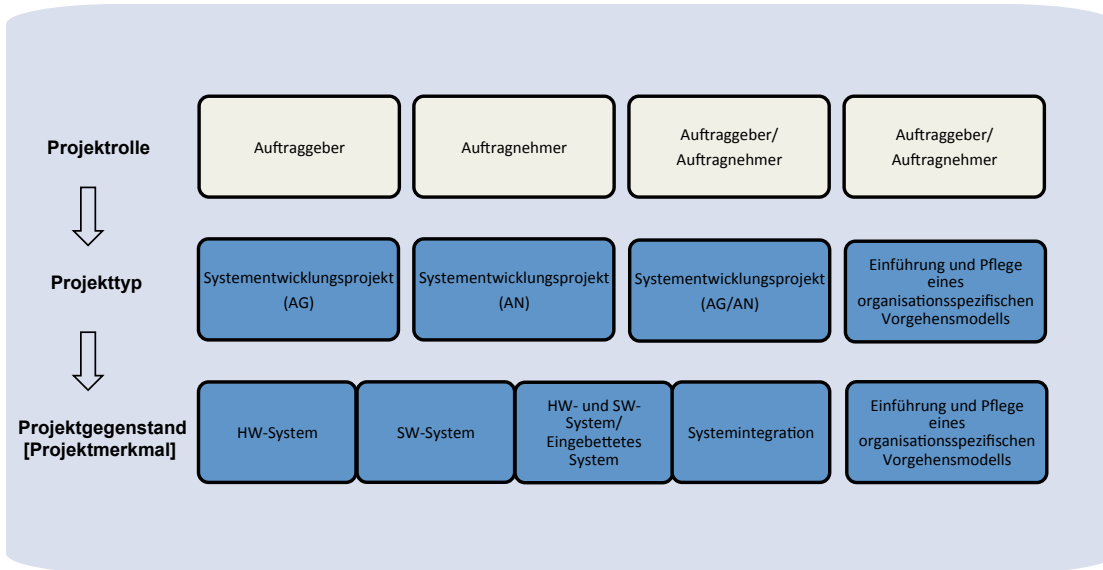 Projektrolle
Auftraggeber
Auftragnehmer
Auftraggeber/
Auftragnehmer
Auftraggeber/
Auftragnehmer
Projekttyp
Systementwicklungsprojekt
(AG)
Systementwicklungsprojekt
(AN)
Systementwicklungsprojekt
(AG/AN)
Einführung und Pflege
eines
organisationsspezifischen
Vorgehensmodells
Projektgegenstand
[Projektmerkmal]
HW-System
SW-System
HW- und SW-
System/
Eingebettetes
System
Systemintegration
Einführung und Pflege
eines
organisationsspezifischen
Vorgehensmodells